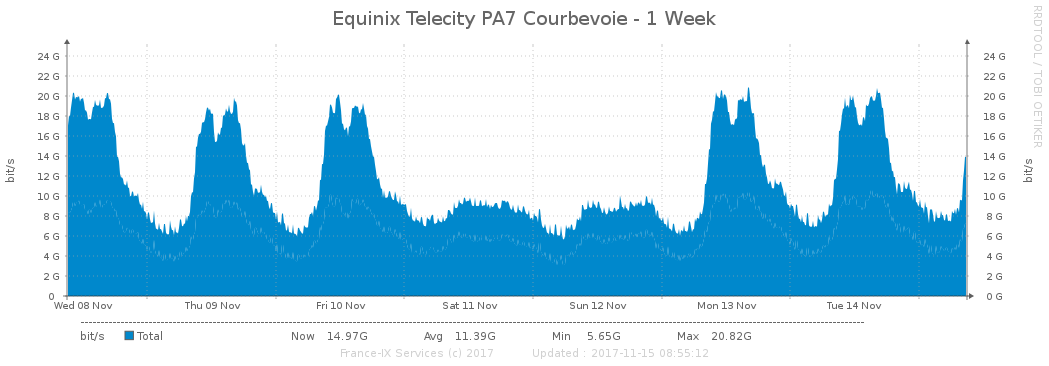 Equinix Telecity PA7 Courbevoie - 1 Week
RRDTOOL / TOBI OETIKER
bit/s
24 G 24 G
22 G 22 G
20 G 20 G
18 G 18 G
16 G 16 G
14 G 14 G
12 G 12 G
10 G 10 G
8 G 8 G
6 G 6 G
4 G 4 G
2 G 2 G
0 0 G
bit/s
Wed 08 Nov Thu 09 Nov Fri 10 Nov Sat 11 Nov Sun 12 Nov Mon 13 Nov Tue 14 Nov
bit/s Total Now 14.97G Avg 11.39G Min 5.65G Max 20.82G
France-IX Services (c) 2017 Updated : 2017-11-15 08:55:12